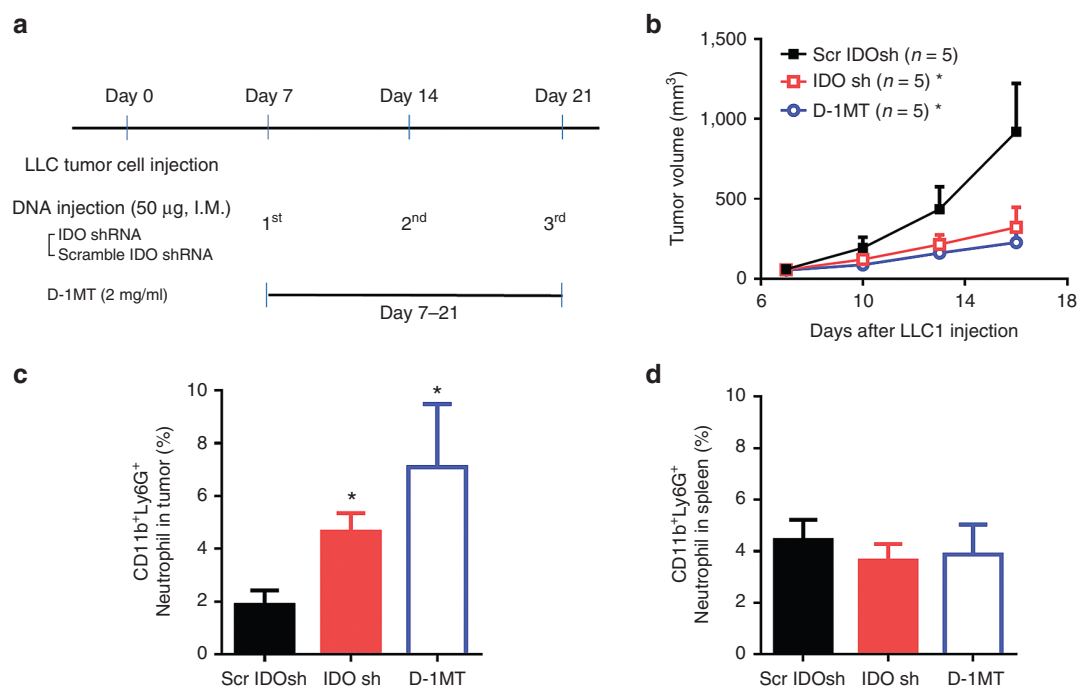 a
Day 0 Day 7 Day 14 Day 21
LLC tumor cell injection
DNA injection (50 μg, I.M.)
1st 2nd 3rd
IDO shRNA
Scramble IDO shRNA
D-1MT (2 mg/ml)
Day 7–21
b
1,500
1,000
500
0
Tumor volume (mm³)
Scr IDOsh (n = 5)
IDO sh (n = 5) *
D-1MT (n = 5) *
6 10 14 18
Days after LLC1 injection
c
10
8
6
4
2
0
CD11b⁺Ly6G⁺
Neutrophil in tumor (%)
*
*
Scr IDOsh IDO sh D-1MT
d
10
8
6
4
2
0
CD11b⁺Ly6G⁺
Neutrophil in spleen (%)
Scr IDOsh IDO sh D-1MT